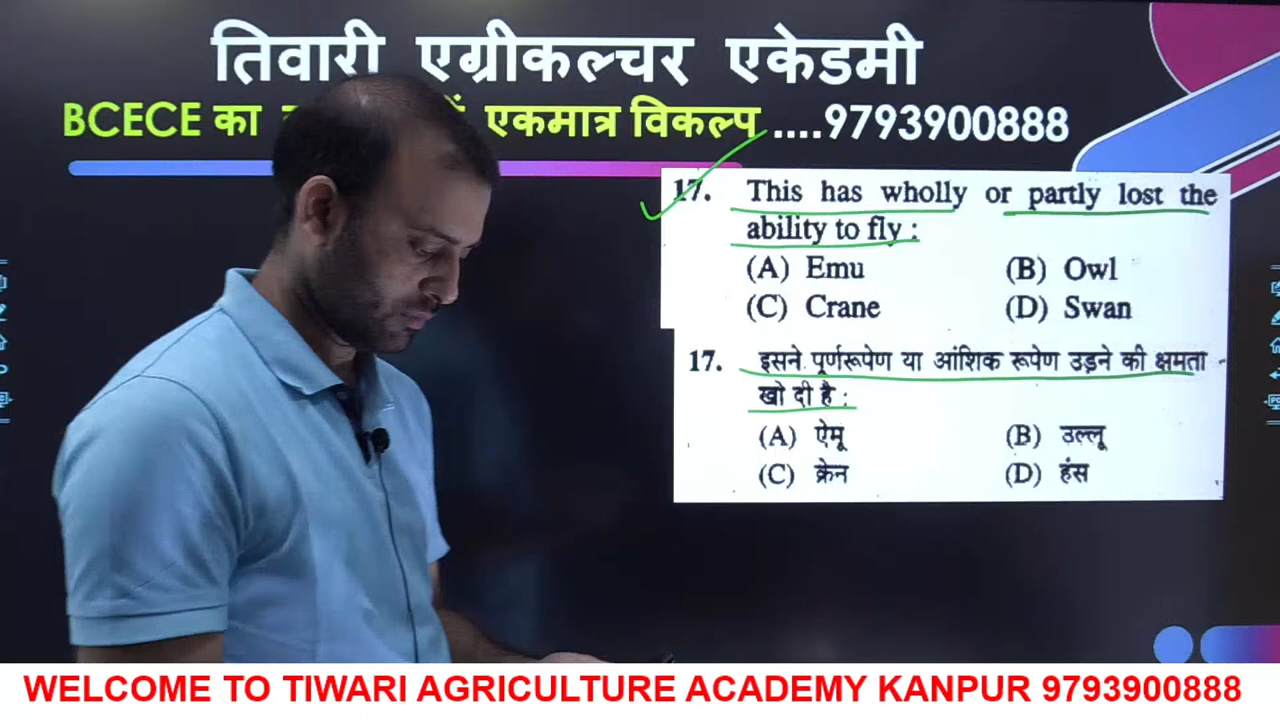 तिवारी एग्रीकल्चर एकेडमी
BCECE का एकमात्र विकल्प ....9793900888
17. This has wholly or partly lost the
ability to fly :
(A) Emu (B) Owl
(C) Crane (D) Swan
17. इसने पूर्णरूपेण या आंशिक रूपेण उड़ने की क्षमता
खो दी है :
(A) ऐमू (B) उल्लू
(C) क्रेन (D) हंस
WELCOME TO TIWARI AGRICULTURE ACADEMY KANPUR 9793900888